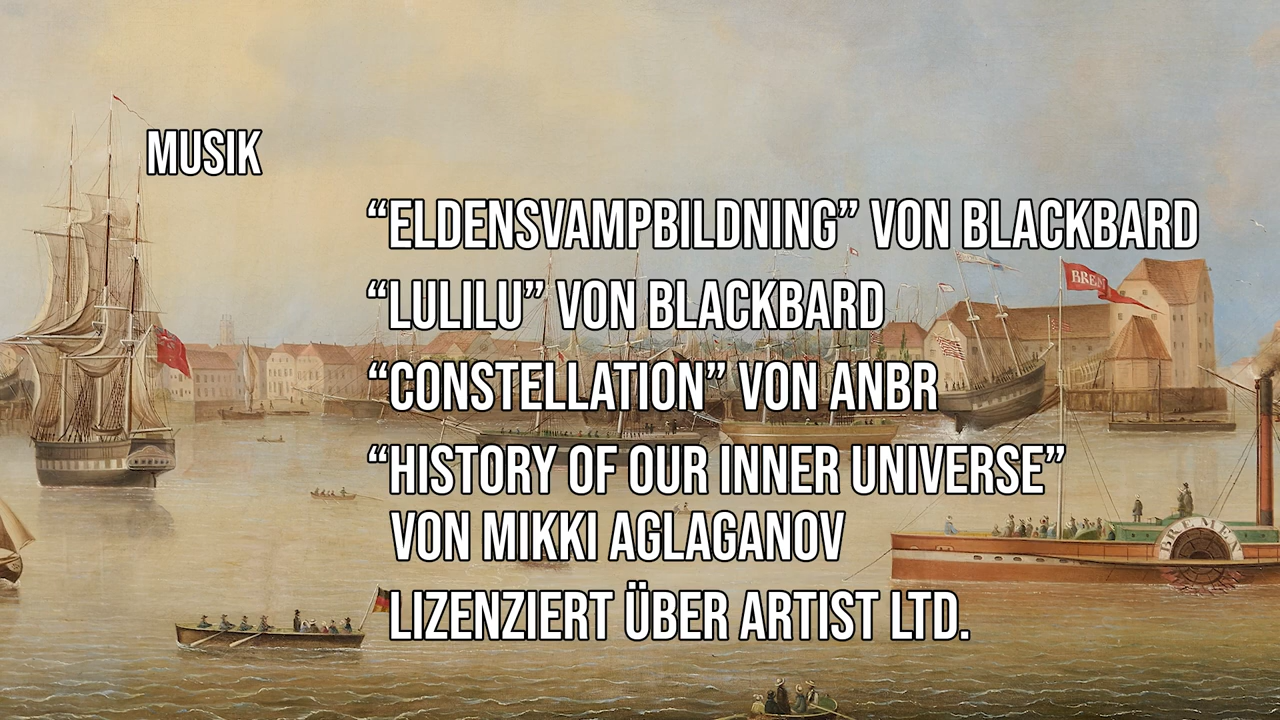 MUSIK
“ELDENSVAMPBILDNING” VON BLACKBARD
“LULILU” VON BLACKBARD
“CONSTELLATION” VON ANBR
“HISTORY OF OUR INNER UNIVERSE”
VON MIKKI AGLAGANOV
LIZENZIERT ÜBER ARTIST LTD.
BREMEN